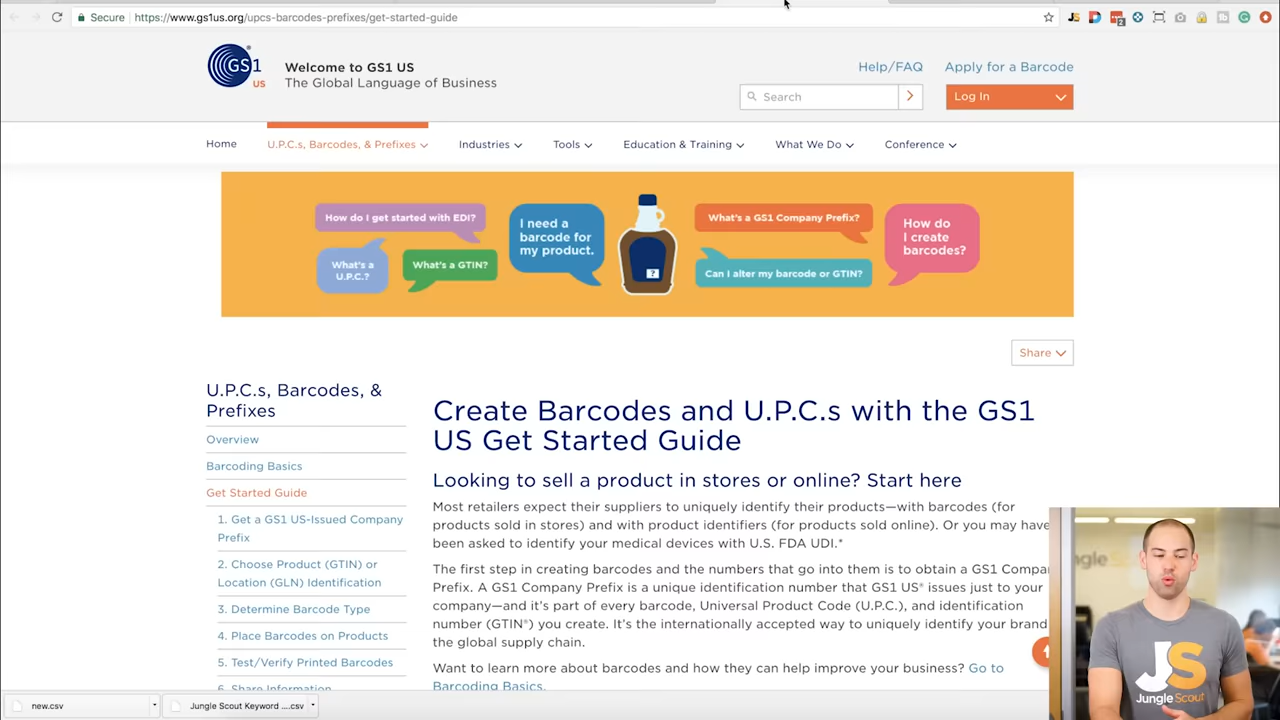 Secure
https://www.gs1us.org/upcs-barcodes-prefixes/get-started-guide
GS1
US
Welcome to GS1 US
The Global Language of Business
Help/FAQ
Apply for a Barcode
Search
Log In
Home
U.P.C.s, Barcodes, & Prefixes
Industries
Tools
Education & Training
What We Do
Conference
How do I get started with EDI?
What's a
U.P.C.?
What's a GTIN?
I need a
barcode for
my product.
?
What's a GS1 Company Prefix?
Can I alter my barcode or GTIN?
How do
I create
barcodes?
Share
U.P.C.s, Barcodes, &
Prefixes
Overview
Barcoding Basics
Get Started Guide
1. Get a GS1 US-Issued Company
Prefix
2. Choose Product (GTIN) or
Location (GLN) Identification
3. Determine Barcode Type
4. Place Barcodes on Products
5. Test/Verify Printed Barcodes
6. Share Information
Create Barcodes and U.P.C.s with the GS1
US Get Started Guide
Looking to sell a product in stores or online? Start here
Most retailers expect their suppliers to uniquely identify their products—with barcodes (for
products sold in stores) and with product identifiers (for products sold online). Or you may have
been asked to identify your medical devices with U.S. FDA UDI.*
The first step in creating barcodes and the numbers that go into them is to obtain a GS1
Prefix. A GS1 Company Prefix is a unique identification number that GS1 US® issues just to your
company—and it's part of every barcode, Universal Product Code (U.P.C.), and identification
number (GTIN®) you create. It's the internationally accepted way to uniquely identify your brand
the global supply chain.
Want to learn more about barcodes and how they can help improve your business? Go to
Barcoding Basics.
JS
Jungle Scout
new.csv
Jungle Scout Keyword ....csv